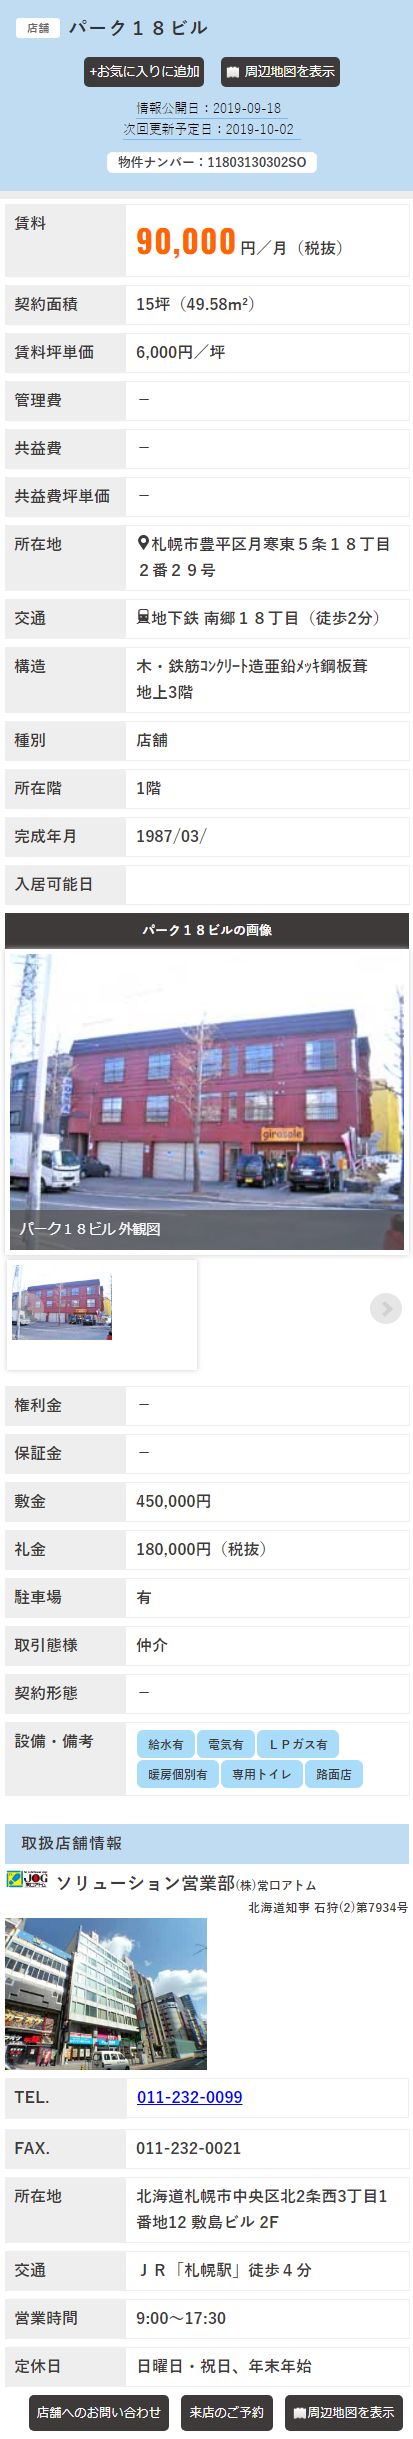 店舗 パーク１８ビル
+お気に入りに追加 周辺地図を表示
情報公開日：2019-09-18
次回更新予定日：2019-10-02
物件ナンバー：11803130302SO
賃料 90,000 円／月（税抜）
契約面積 15坪（49.58m²）
賃料坪単価 6,000円／坪
管理費 －
共益費 －
共益費坪単価 －
所在地 札幌市豊平区月寒東５条１８丁目
２番２９号
交通 地下鉄 南郷１８丁目（徒歩2分）
構造 木・鉄筋ｺﾝｸﾘｰﾄ造亜鉛ﾒｯｷ鋼板葺
地上3階
種別 店舗
所在階 1階
完成年月 1987/03/
入居可能日
パーク１８ビルの画像
girasole
パーク１８ビル 外観図
権利金 －
保証金 －
敷金 450,000円
礼金 180,000円（税抜）
駐車場 有
取引態様 仲介
契約形態 －
設備・備考 給水有 電気有 ＬＰガス有
暖房個別有 専用トイレ 路面店
取扱店舗情報
JOG 常口アトム ソリューション営業部(株)常口アトム
北海道知事 石狩(2)第7934号
カラオケ
TEL. 011-232-0099
FAX. 011-232-0021
所在地 北海道札幌市中央区北2条西3丁目1
番地12 敷島ビル 2F
交通 ＪＲ「札幌駅」徒歩４分
営業時間 9:00～17:30
定休日 日曜日・祝日、年末年始
店舗へのお問い合わせ 来店のご予約 周辺地図を表示